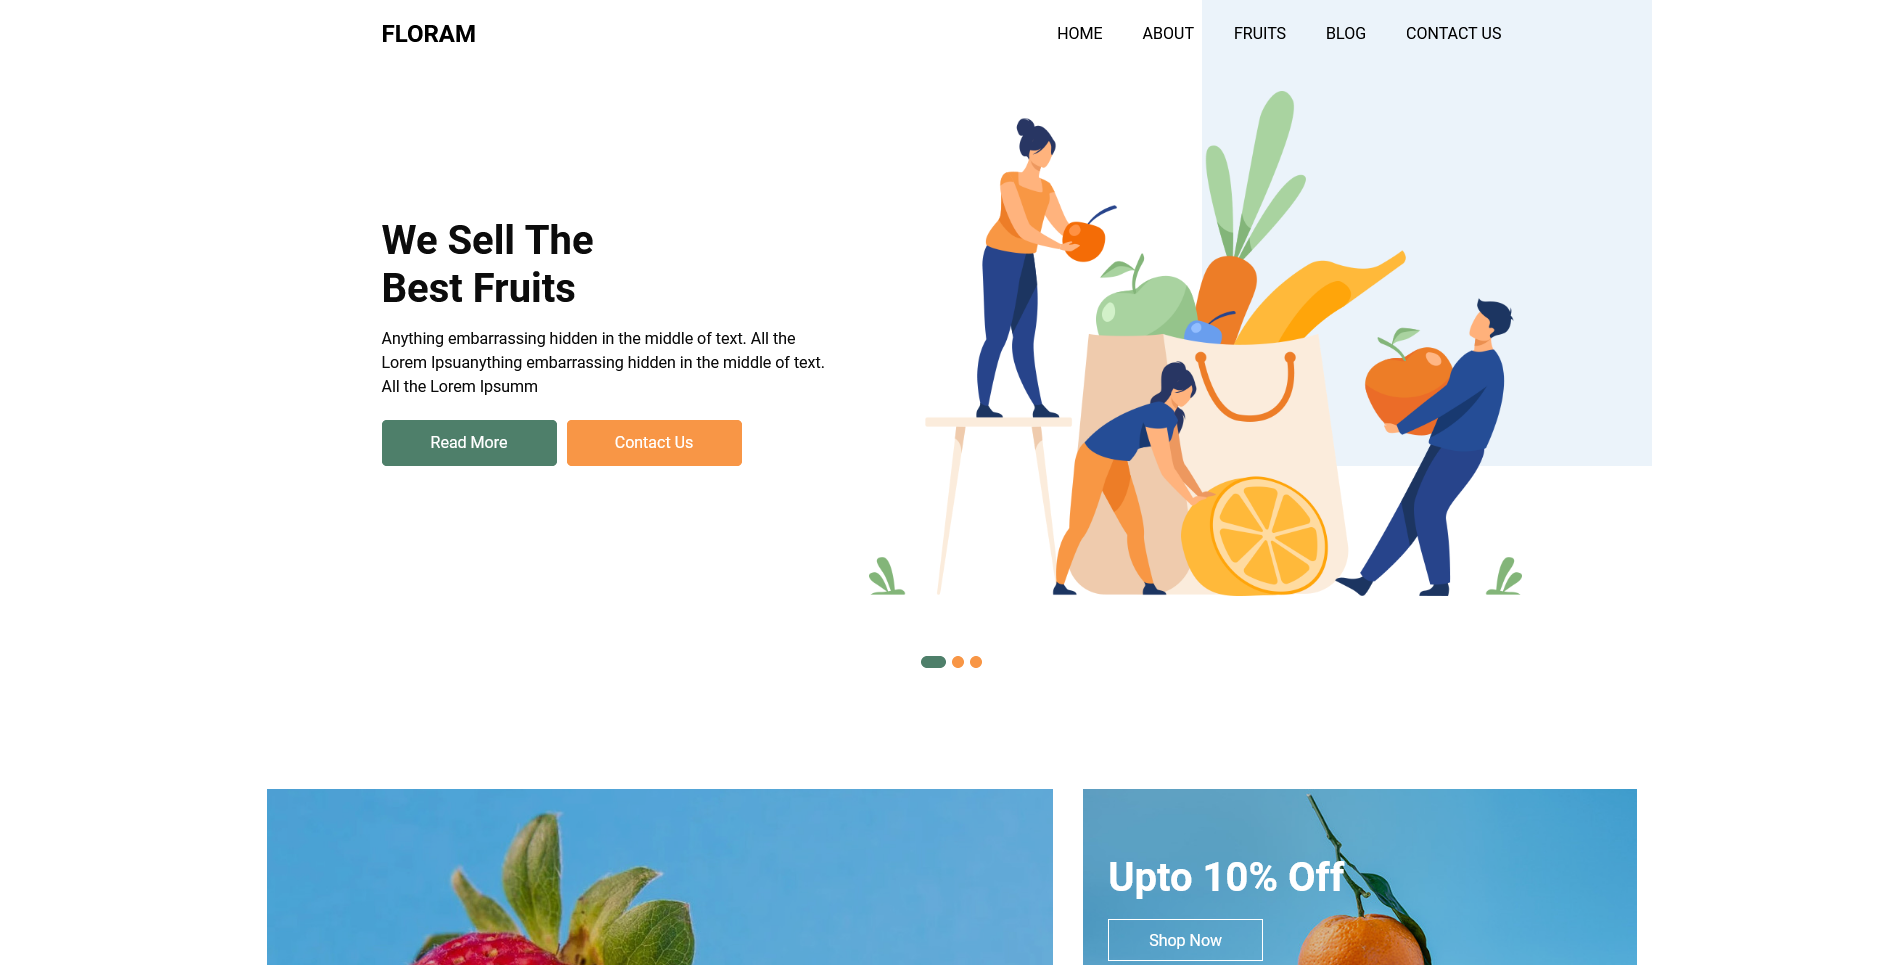 FLORAM
HOME ABOUT FRUITS BLOG CONTACT US
We Sell The
Best Fruits
Anything embarrassing hidden in the middle of text. All the
Lorem Ipsuanything embarrassing hidden in the middle of text.
All the Lorem Ipsumm
Read More Contact Us
Upto 10% Off
Shop Now